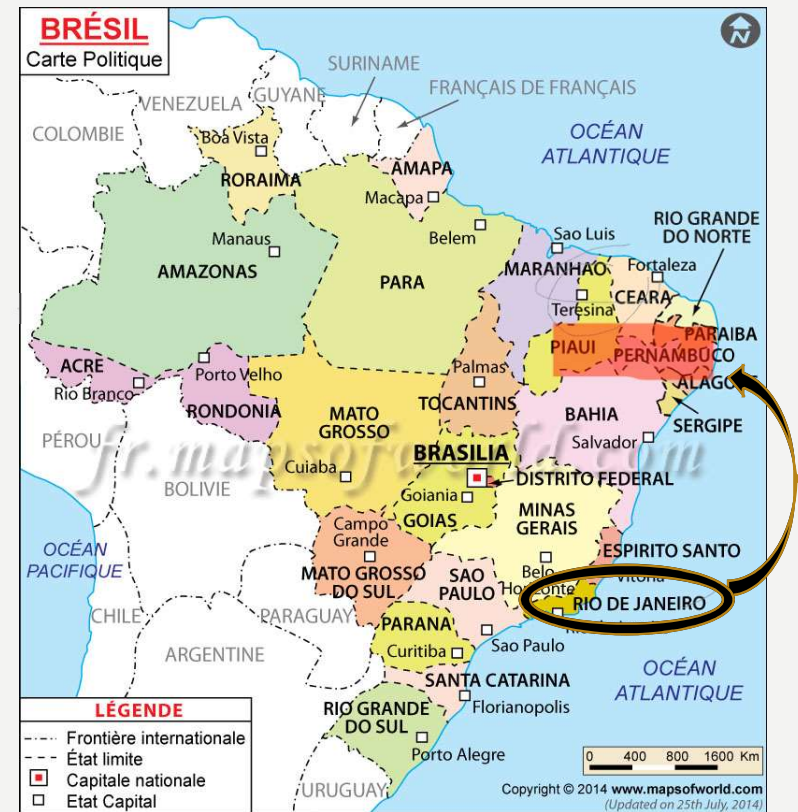 BRÉSIL
Carte Politique
N
SURINAME
FRANÇAIS DE FRANÇAIS
VENEZUELA
GUYANE
COLOMBIE
Boa Vista
OCÉAN
ATLANTIQUE
RORAIMA
AMAPA
Macapa
RIO GRANDE
DO NORTE
Manaus
Belem
Sao Luis
AMAZONAS
PARA
MARANHAO
Fortaleza
CEARA
Teresina
PIAUI
PARAIBA
PERNAMBUCO
ACRE
Porto Velho
Palmas
Rio Branco
RONDONIA
TOCANTINS
MATO
GROSSO
BAHIA
SERGIPE
PÉROU
Salvador
fr.mapsofworld.com
BRASILIA
Cuiaba
DISTRITO FEDERAL
BOLIVIE
Goiania
GOIAS
MINAS
GERAIS
Campo
Grande
OCÉAN
PACIFIQUE
ESPIRITO SANTO
MATO GROSSO
DO SUL
SAO
PAULO
Belo
Horizonte
Vitoria
RIO DE JANEIRO
CHILE
PARAGUAY
PARANA
Sao Paulo
Curitiba
ARGENTINE
OCÉAN
ATLANTIQUE
SANTA CATARINA
Florianopolis
RIO GRANDE
DO SUL
Porto Alegre
URUGUAY
LÉGENDE
Frontière internationale
État limite
Capitale nationale
Etat Capital
0 400 800 1600 Km
Copyright © 2014 www.mapsofworld.com
(Updated on 25th July, 2014)